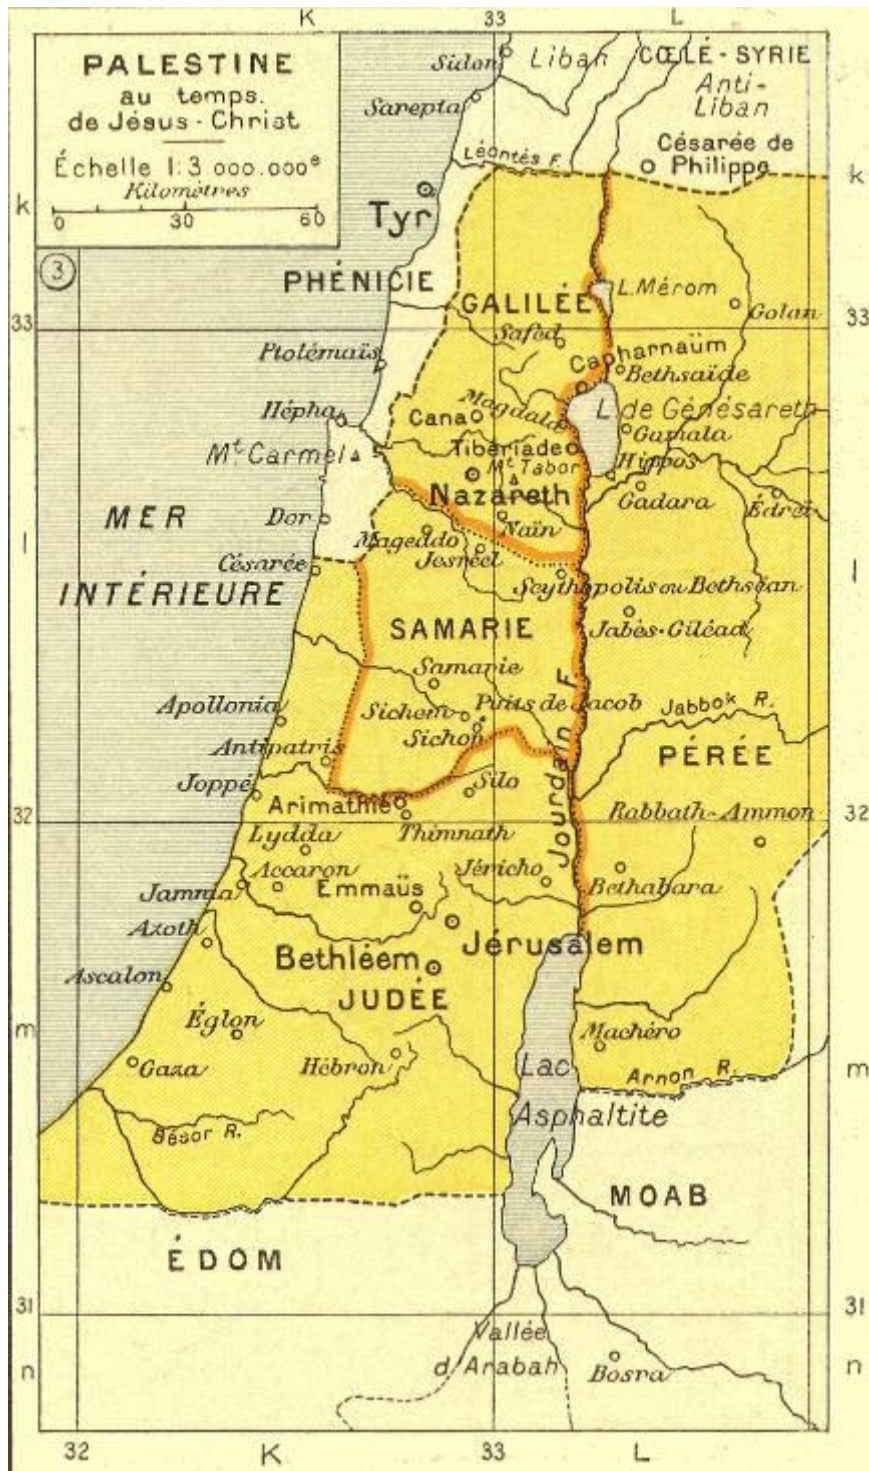 K 33 L
PALESTINE
au temps.
de Jésus-Christ
Échelle 1:3 000.000e
Kilomètres
0 30 60
Sidon
Liban
CŒLÉ-SYRIE
Anti-
Liban
Sarepta
Léontès F.
Césarée de
Philippe
k
k
Tyr
3
PHÉNICIE
GALILÉE
L. Mérom
Golan
33
33
Safed
Ptolémaïs
Capharnaüm
Bethsaïde
Hépha
Cana
Magdala
L. de Génésareth
Gamala
Mt Carmel
Tibériade
Mt Tabor
Hippos
Nazareth
Gadara
Édreï
MER
Dor
Naïn
Mageddo
Jesréel
l
l
Césarée
Scythopolis ou Bethséan
INTÉRIEURE
SAMARIE
Jabès-Giléad
Samarie
Apollonia
Sichem
Puits de Jacob
Jabbok R.
Sichon
Antipatris
PÉRÉE
Joppé
Silo
Jourdain F.
Arimathie
Rabbath-Ammon
32
32
Thimnath
Lydda
Accaron
Jéricho
Jamnia
Emmaüs
Béthabara
Azoth
Jérusalem
Bethléem
Ascalon
JUDÉE
Églon
m
m
Machéro
Gaza
Hébron
Lac
Asphaltite
Arnon R.
Bésor R.
MOAB
ÉDOM
31
31
Vallée
d'Arabah
Bosra
n
n
32 K 33 L